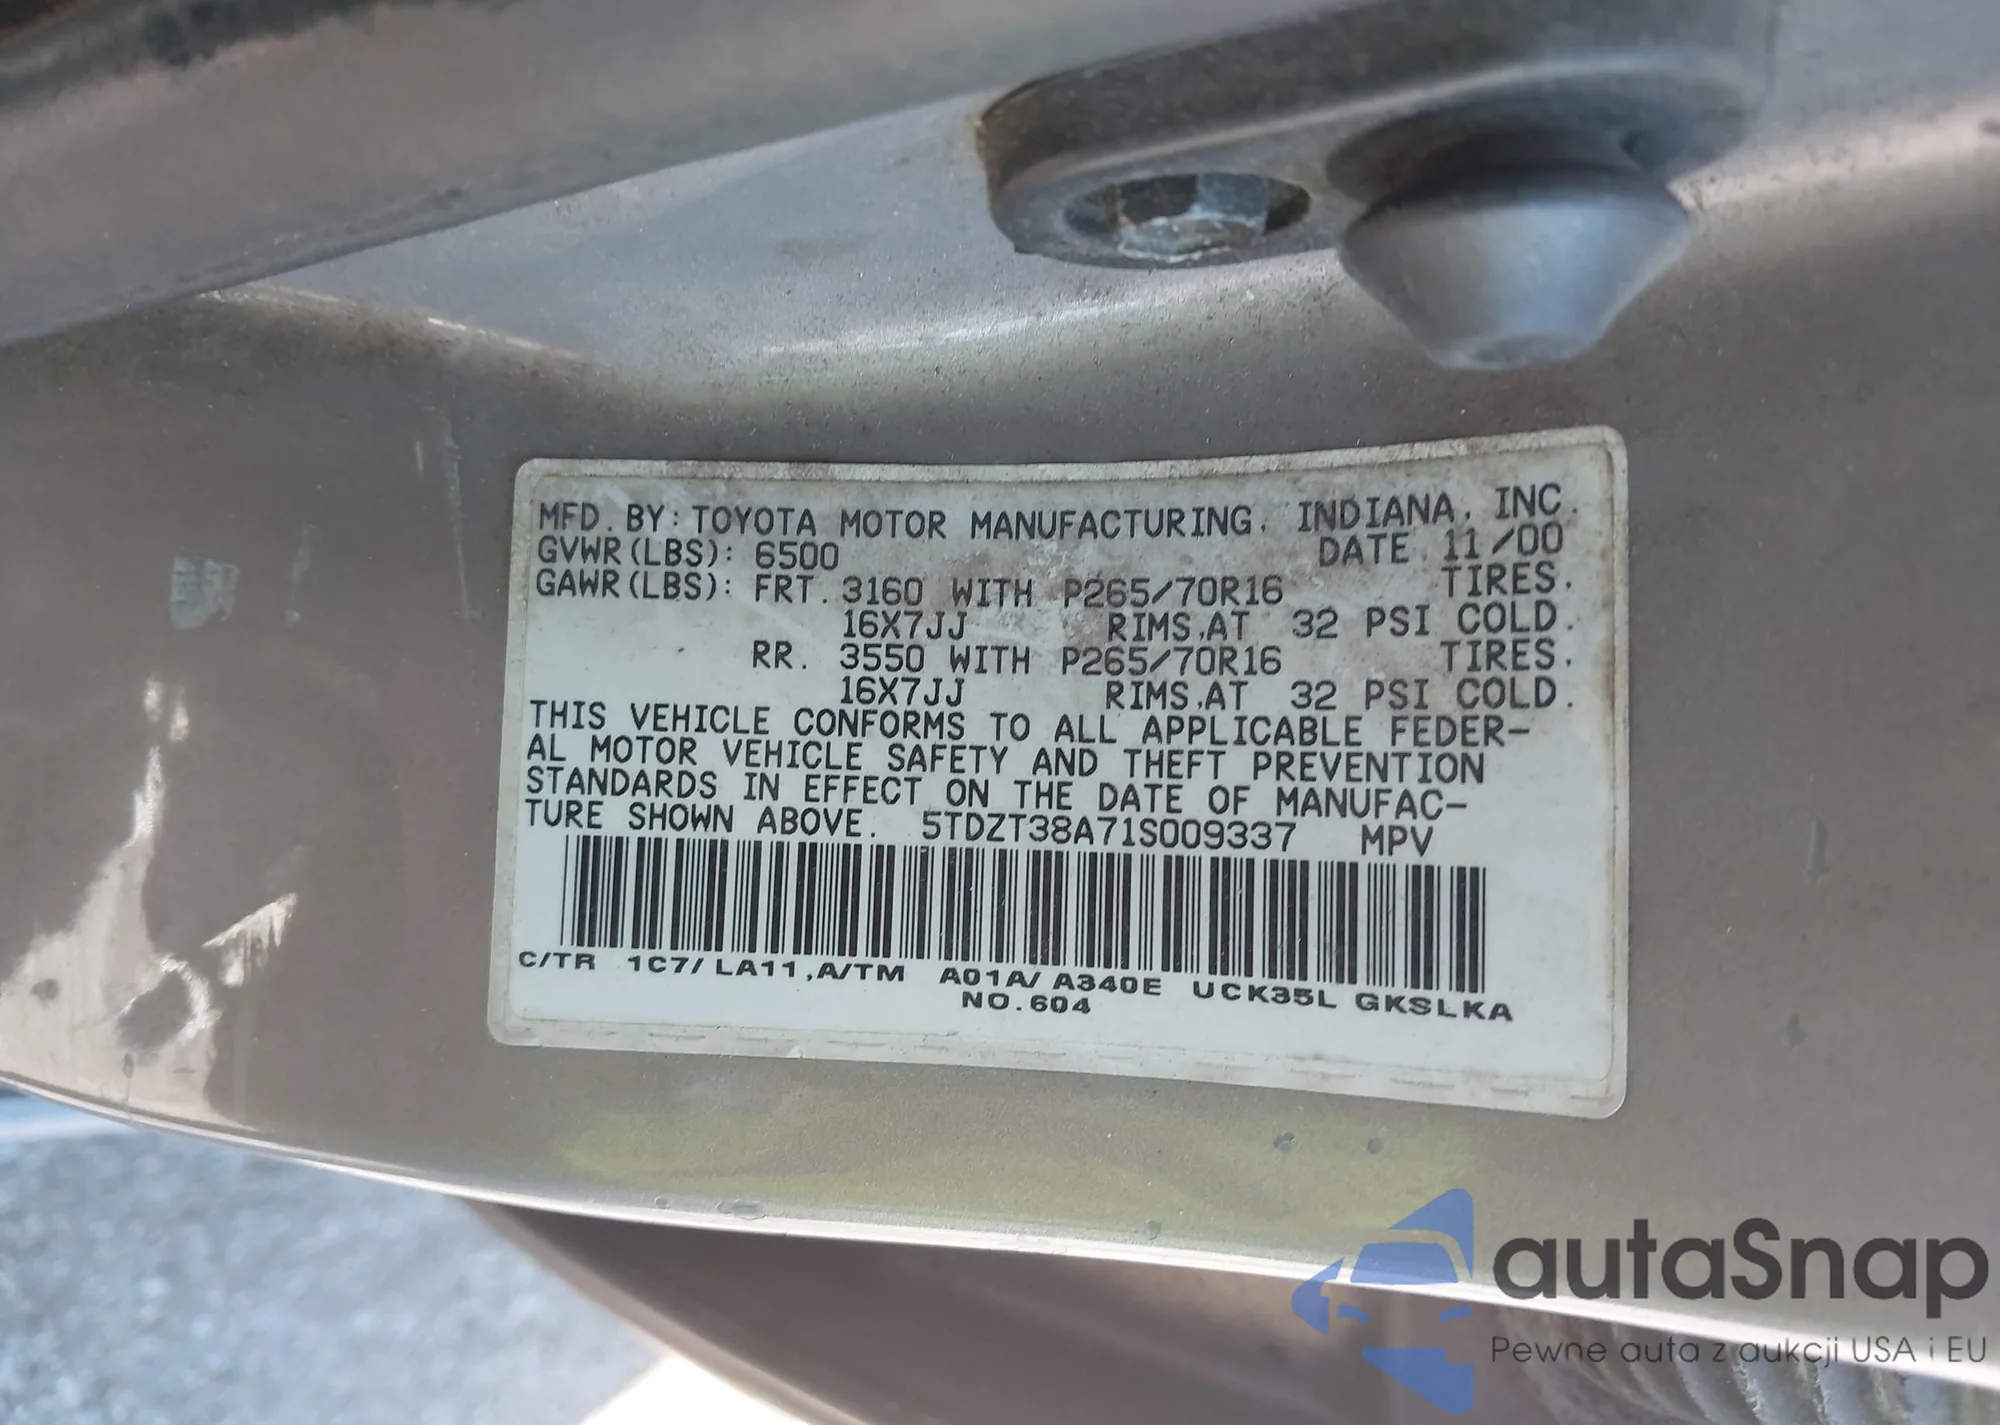 MFD. BY: TOYOTA MOTOR MANUFACTURING, INDIANA, INC.
GVWR(LBS): 6500 DATE. 11/00
GAWR(LBS): FRT. 3160 WITH P265/70R16 TIRES.
16X7JJ RIMS.AT 32 PSI COLD.
RR. 3550 WITH P265/70R16 TIRES.
16X7JJ RIMS.AT 32 PSI COLD.
THIS VEHICLE CONFORMS TO ALL APPLICABLE FEDER-
AL MOTOR VEHICLE SAFETY AND THEFT PREVENTION
STANDARDS IN EFFECT ON THE DATE OF MANUFAC-
TURE SHOWN ABOVE. 5TDZT38A71S009337 MPV
C/TR 1C7/ LA11,A/TM A01A/ A340E UCK35L GKSLKA
NO.604
autaSnap
Pewne auta z aukcji USA i EU